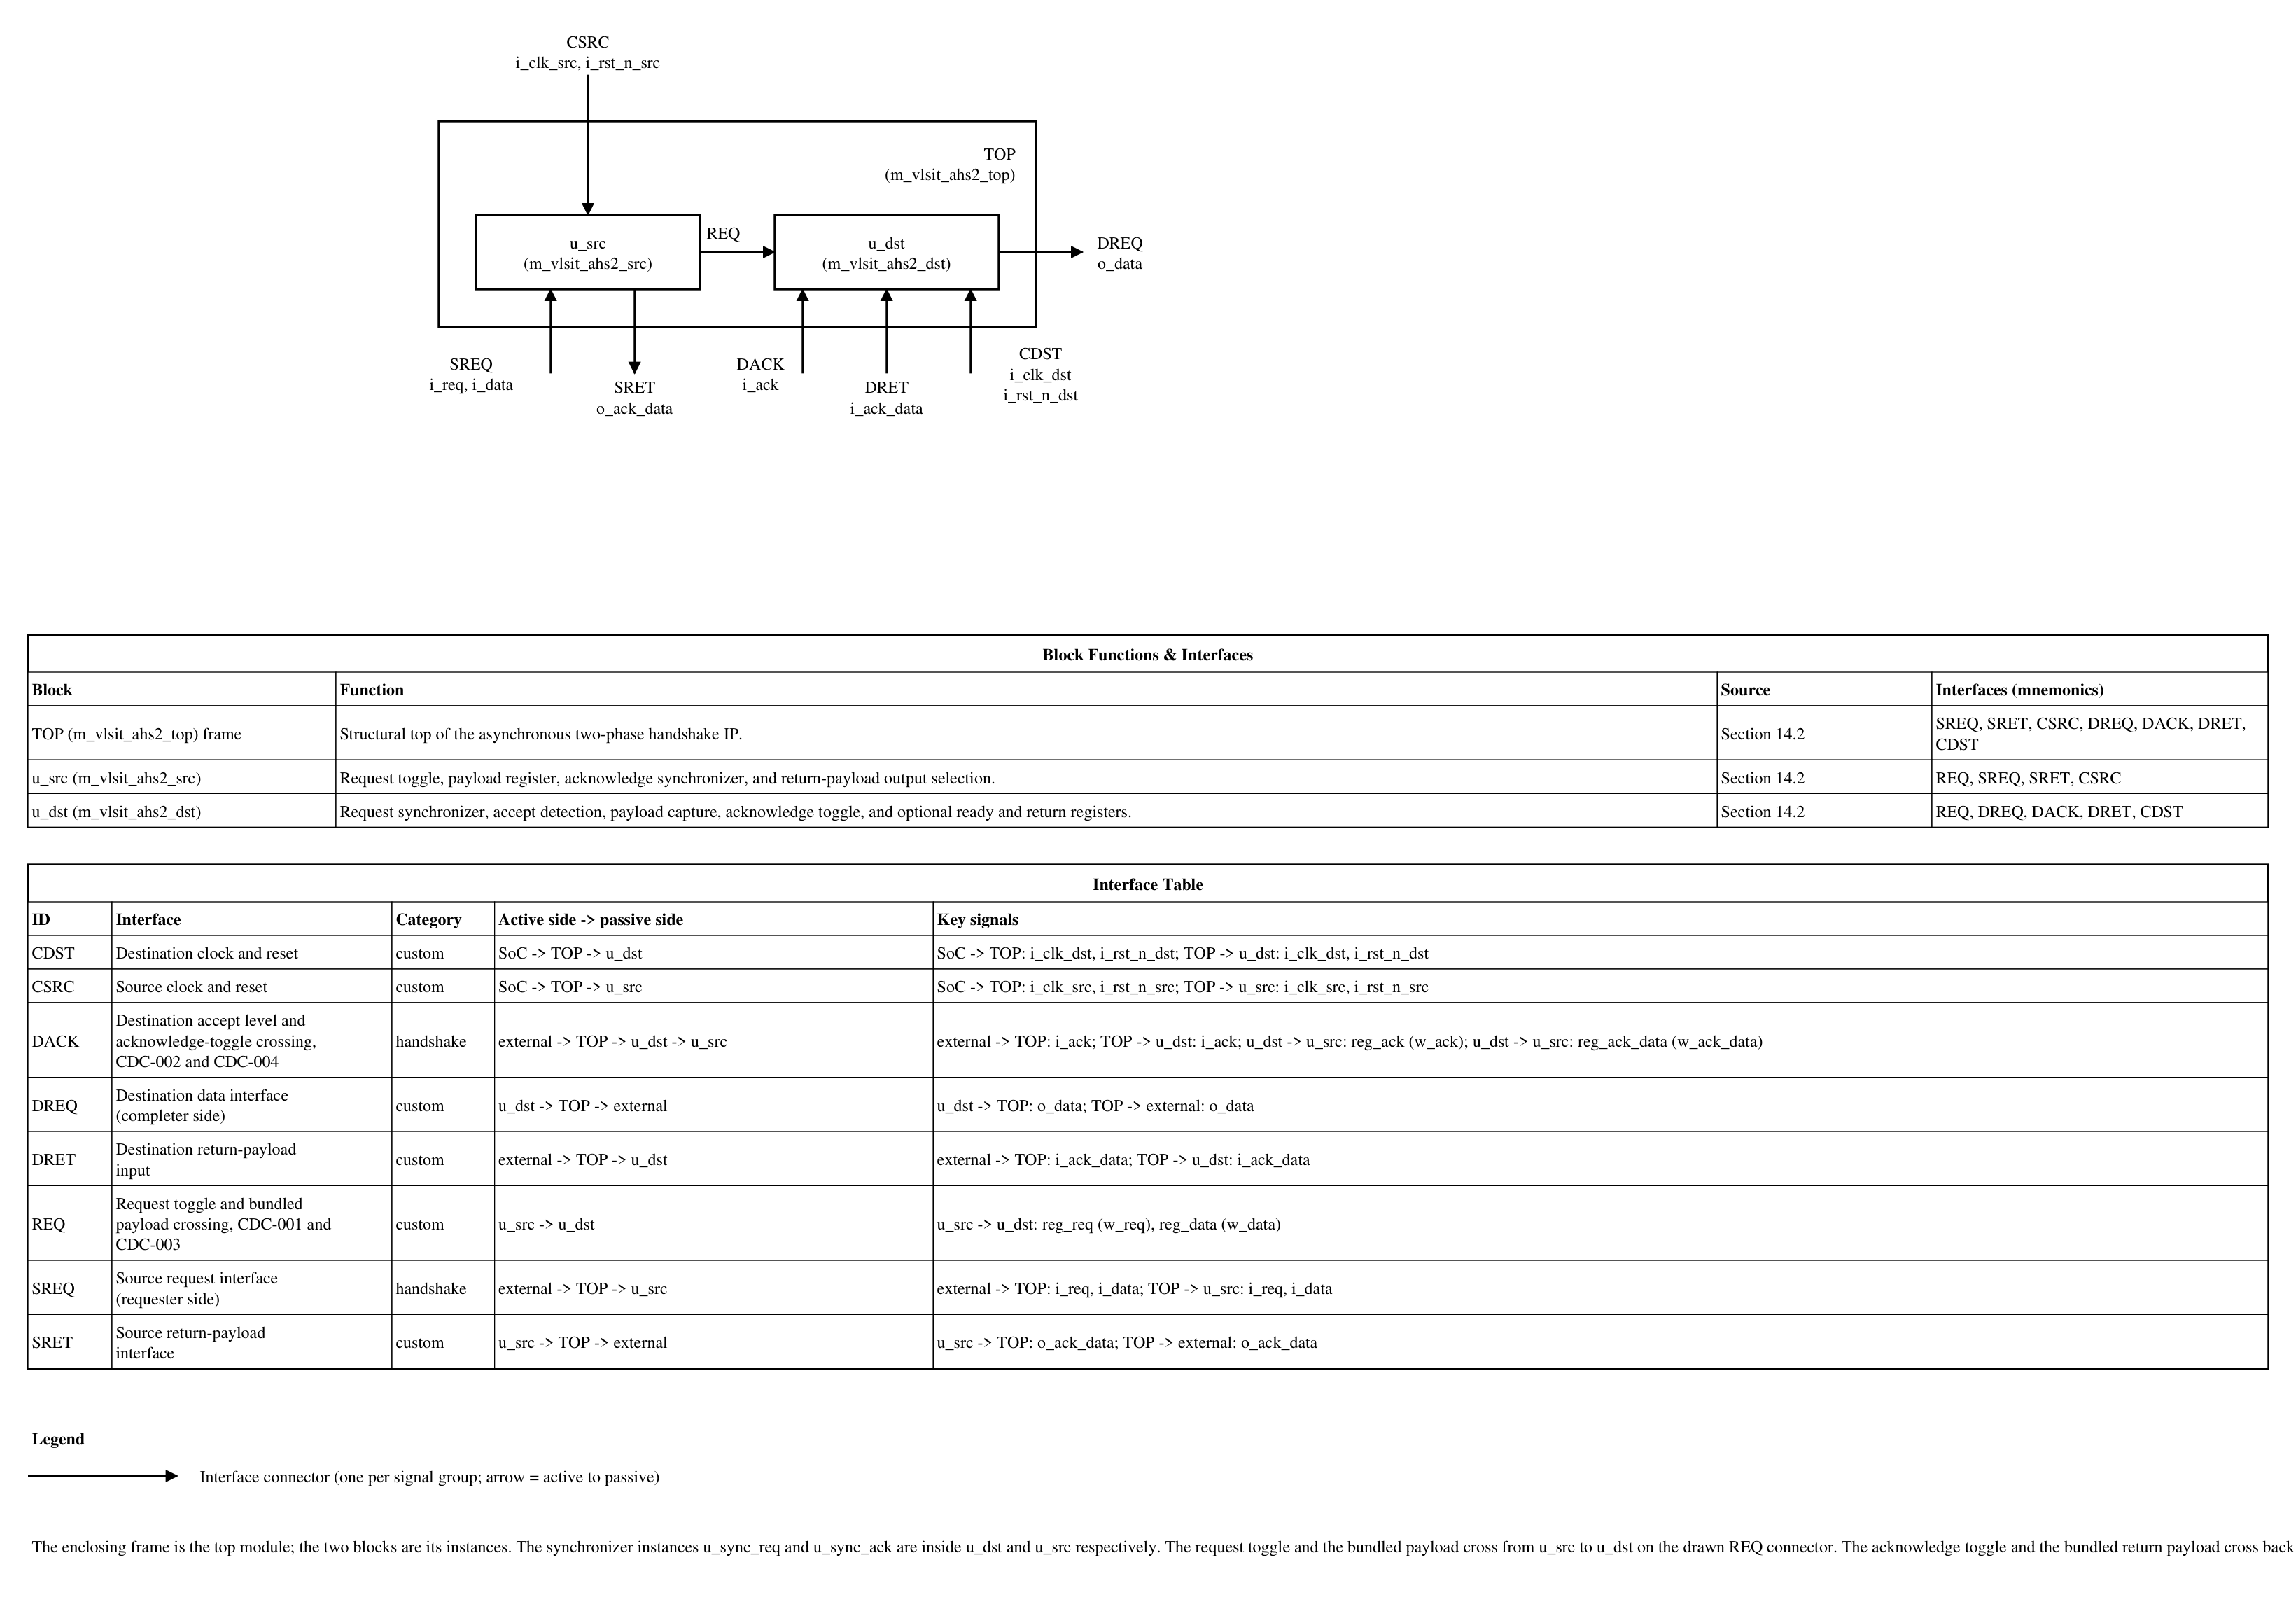 CSRC
i_clk_src, i_rst_n_src
TOP
(m_vlsit_ahs2_top)
u_src
(m_vlsit_ahs2_src)
REQ
u_dst
(m_vlsit_ahs2_dst)
DREQ
o_data
SREQ
i_req, i_data
SRET
o_ack_data
DACK
i_ack
DRET
i_ack_data
CDST
i_clk_dst
i_rst_n_dst
Block Functions & Interfaces
Block Function Source Interfaces (mnemonics)
TOP (m_vlsit_ahs2_top) frame Structural top of the asynchronous two-phase handshake IP. Section 14.2 SREQ, SRET, CSRC, DREQ, DACK, DRET,
CDST
u_src (m_vlsit_ahs2_src) Request toggle, payload register, acknowledge synchronizer, and return-payload output selection. Section 14.2 REQ, SREQ, SRET, CSRC
u_dst (m_vlsit_ahs2_dst) Request synchronizer, accept detection, payload capture, acknowledge toggle, and optional ready and return registers. Section 14.2 REQ, DREQ, DACK, DRET, CDST
Interface Table
ID Interface Category Active side -> passive side Key signals
CDST Destination clock and reset custom SoC -> TOP -> u_dst SoC -> TOP: i_clk_dst, i_rst_n_dst; TOP -> u_dst: i_clk_dst, i_rst_n_dst
CSRC Source clock and reset custom SoC -> TOP -> u_src SoC -> TOP: i_clk_src, i_rst_n_src; TOP -> u_src: i_clk_src, i_rst_n_src
DACK Destination accept level and
acknowledge-toggle crossing,
CDC-002 and CDC-004 handshake external -> TOP -> u_dst -> u_src external -> TOP: i_ack; TOP -> u_dst: i_ack; u_dst -> u_src: reg_ack (w_ack); u_dst -> u_src: reg_ack_data (w_ack_data)
DREQ Destination data interface
(completer side) custom u_dst -> TOP -> external u_dst -> TOP: o_data; TOP -> external: o_data
DRET Destination return-payload
input custom external -> TOP -> u_dst external -> TOP: i_ack_data; TOP -> u_dst: i_ack_data
REQ Request toggle and bundled
payload crossing, CDC-001 and
CDC-003 custom u_src -> u_dst u_src -> u_dst: reg_req (w_req), reg_data (w_data)
SREQ Source request interface
(requester side) handshake external -> TOP -> u_src external -> TOP: i_req, i_data; TOP -> u_src: i_req, i_data
SRET Source return-payload
interface custom u_src -> TOP -> external u_src -> TOP: o_ack_data; TOP -> external: o_ack_data
Legend
Interface connector (one per signal group; arrow = active to passive)
The enclosing frame is the top module; the two blocks are its instances. The synchronizer instances u_sync_req and u_sync_ack are inside u_dst and u_src respectively. The request toggle and the bundled payload cross from u_src to u_dst on the drawn REQ connector. The acknowledge toggle and the bundled return payload cross back